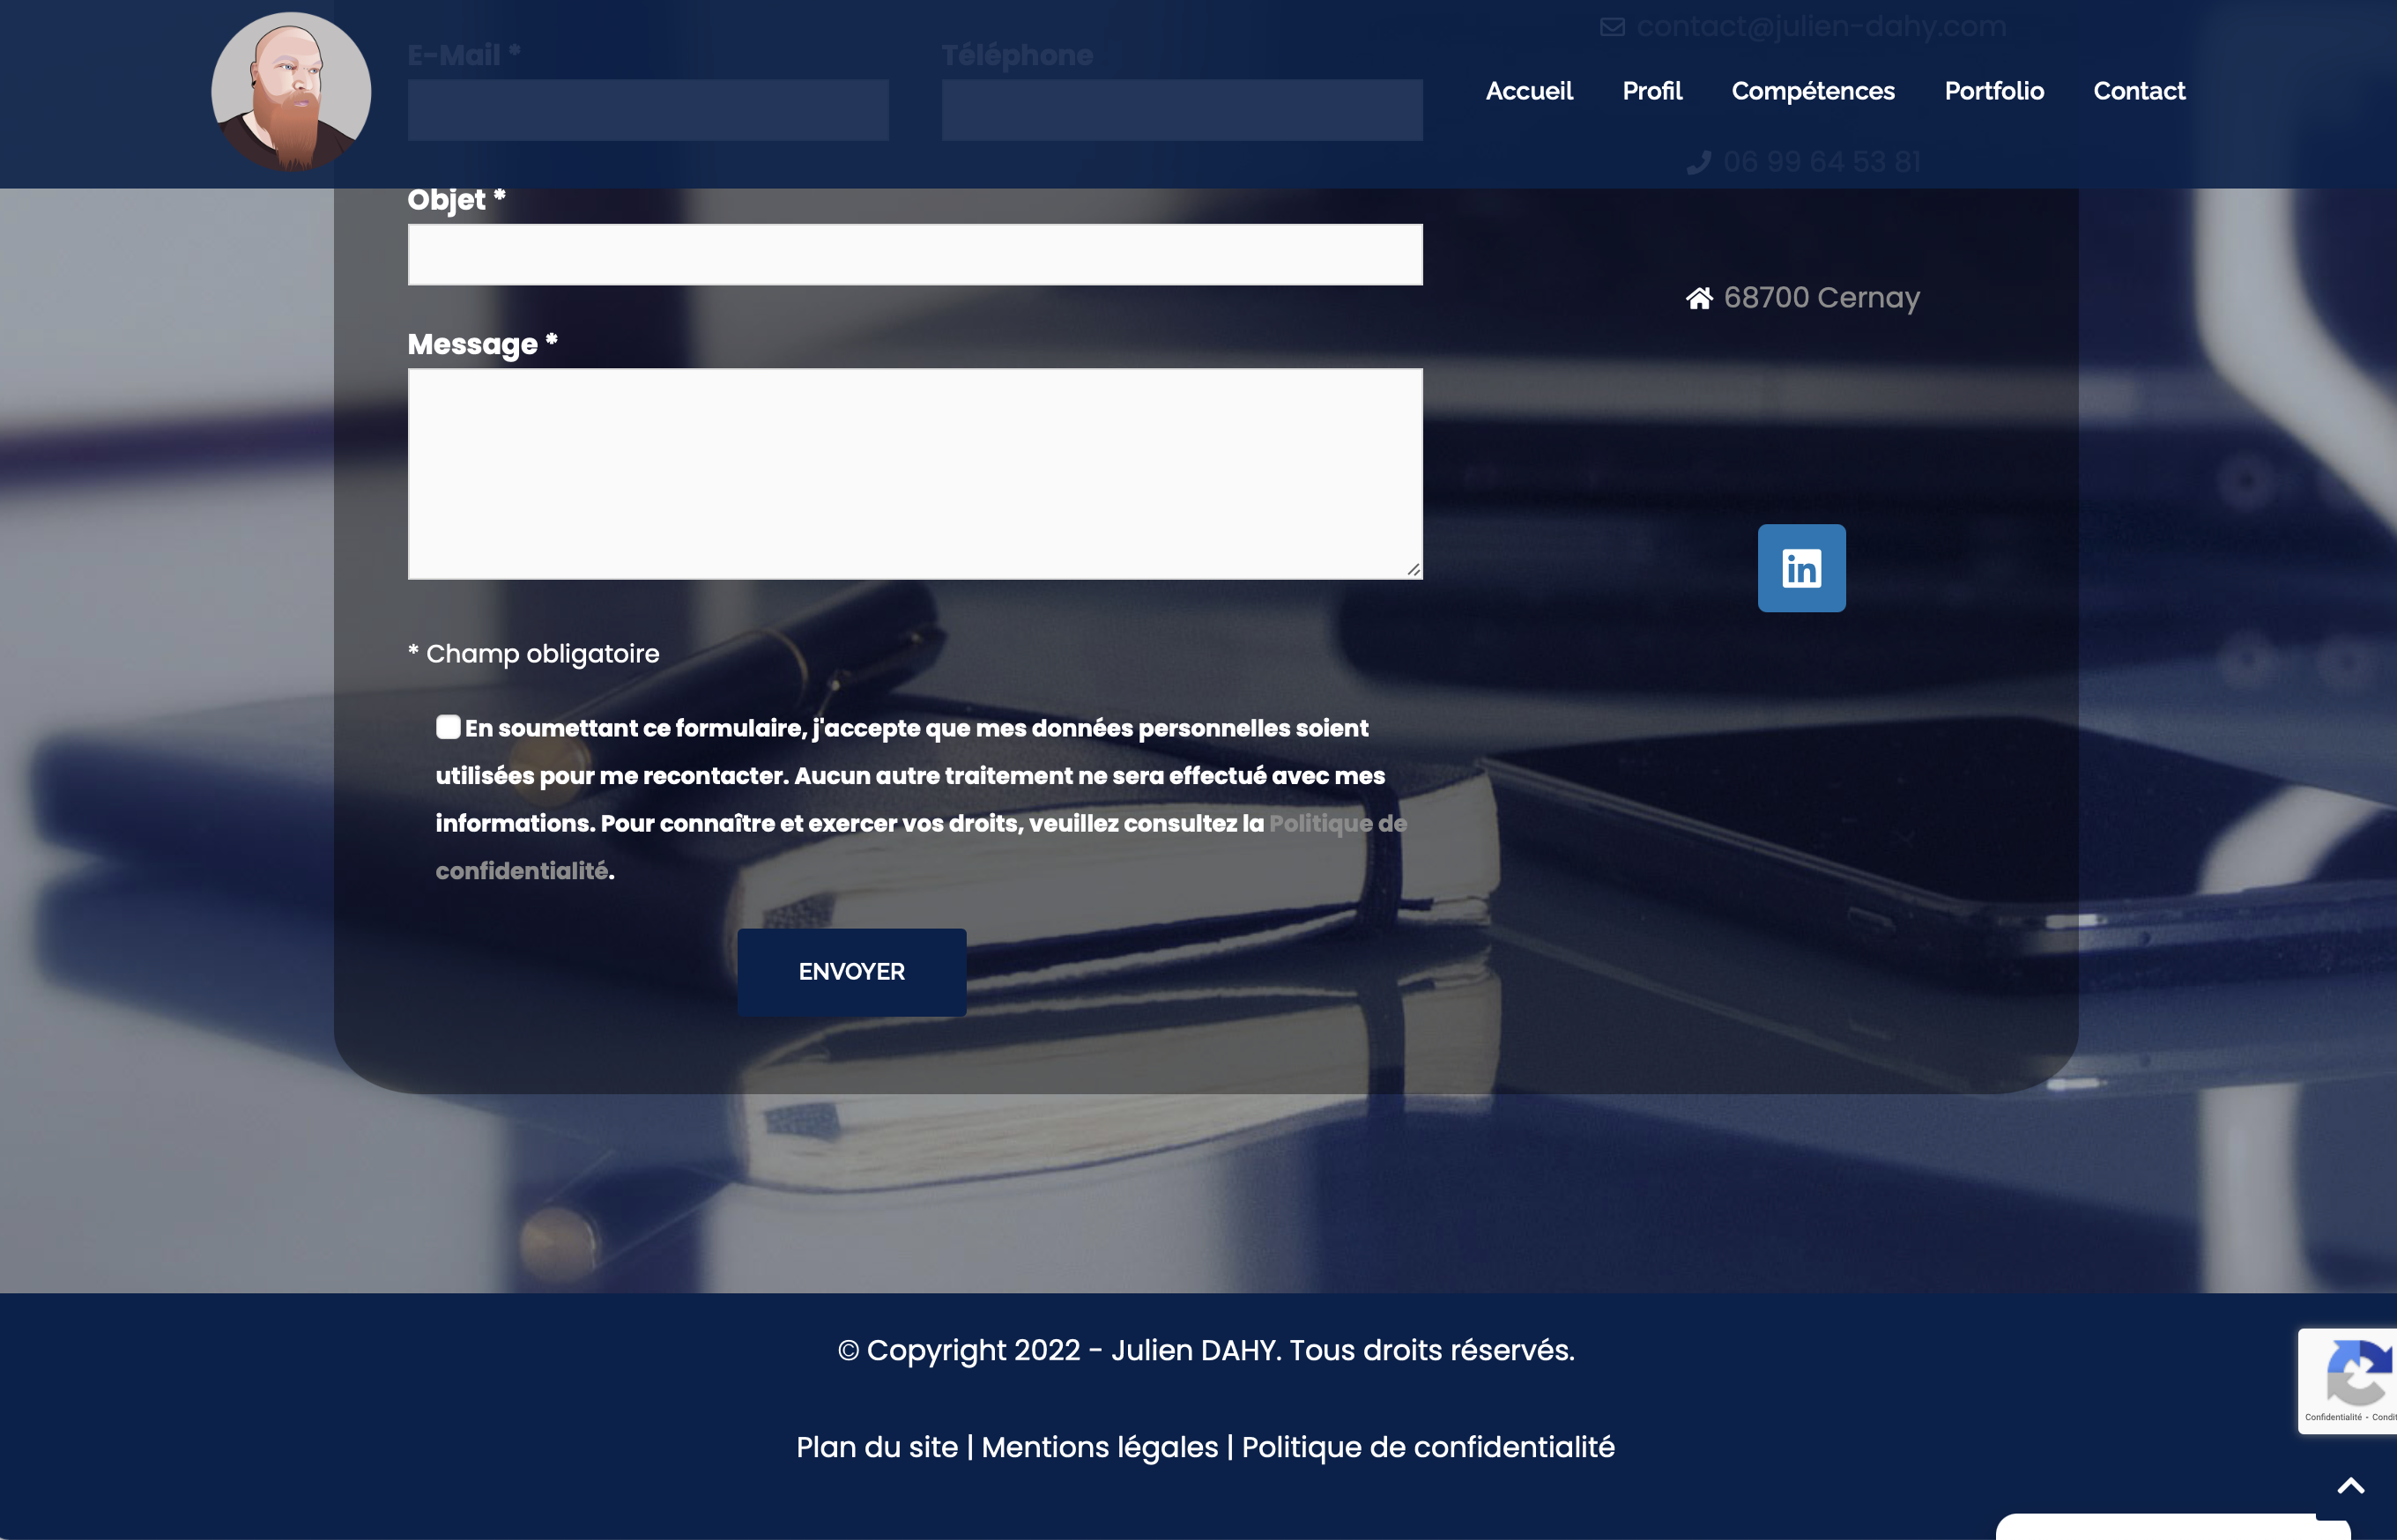 contact@julien-dahy.com
E-Mail *
Téléphone
Accueil Profil Compétences Portfolio Contact
06 99 64 53 81
Objet *
68700 Cernay
Message *
in
* Champ obligatoire
En soumettant ce formulaire, j'accepte que mes données personnelles soient
utilisées pour me recontacter. Aucun autre traitement ne sera effectué avec mes
informations. Pour connaître et exercer vos droits, veuillez consultez la Politique de
confidentialité.
ENVOYER
© Copyright 2022 - Julien DAHY. Tous droits réservés.
Confidentialité -
Plan du site | Mentions légales | Politique de confidentialité